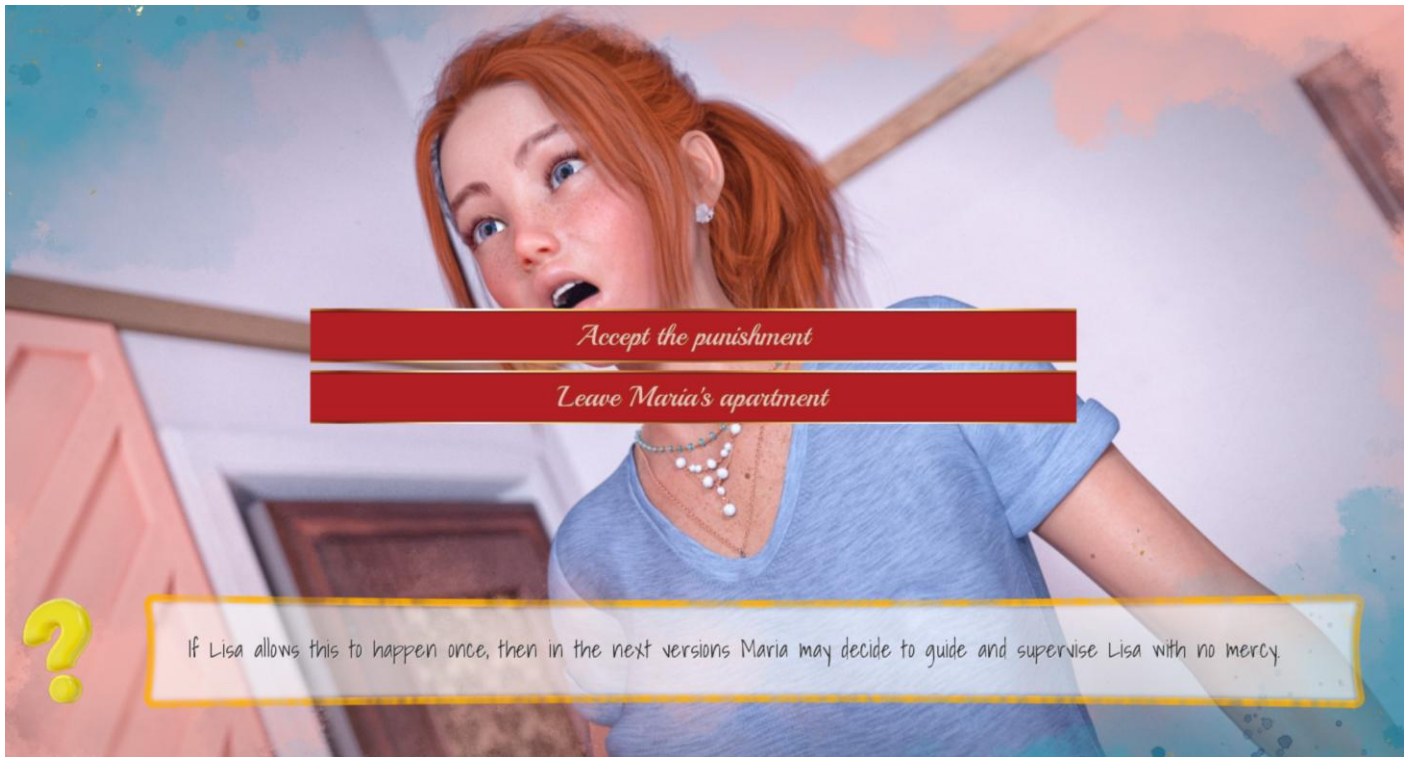 Accept the punishment
Leave Maria's apartment
?
If Lisa allows this to happen once, then in the next versions Maria may decide to guide and supervise Lisa with no mercy.